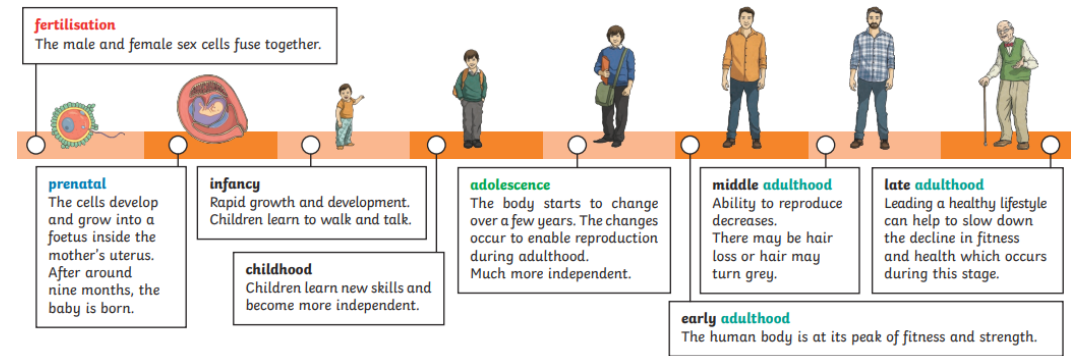 fertilisation
The male and female sex cells fuse together.
prenatal
The cells develop
and grow into a
foetus inside the
mother's uterus.
After around
nine months, the
baby is born.
infancy
Rapid growth and development.
Children learn to walk and talk.
childhood
Children learn new skills and
become more independent.
adolescence
The body starts to change
over a few years. The changes
occur to enable reproduction
during adulthood.
Much more independent.
early adulthood
The human body is at its peak of fitness and strength.
middle adulthood
Ability to reproduce
decreases.
There may be hair
loss or hair may
turn grey.
late adulthood
Leading a healthy lifestyle
can help to slow down
the decline in fitness
and health which occurs
during this stage.